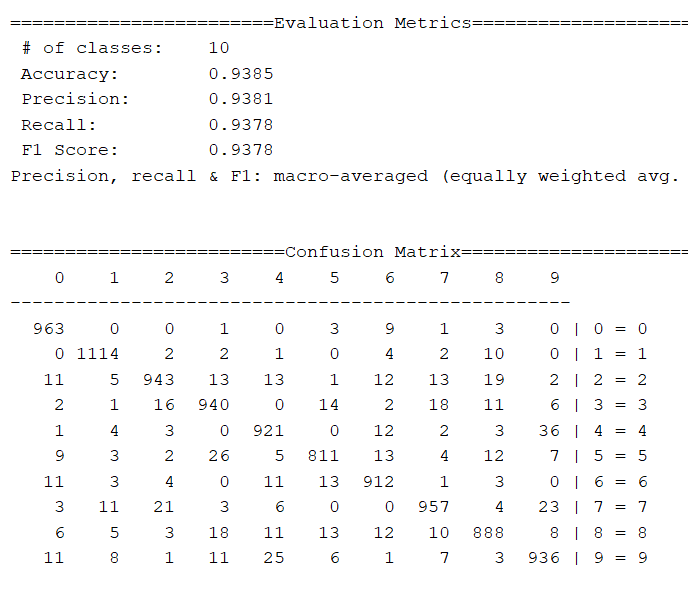 ========================Evaluation Metrics====================
# of classes: 10
Accuracy: 0.9385
Precision: 0.9381
Recall: 0.9378
F1 Score: 0.9378
Precision, recall & F1: macro-averaged (equally weighted avg.
=========================Confusion Matrix=====================
0 1 2 3 4 5 6 7 8 9
---------------------------------------------------
963 0 0 1 0 3 9 1 3 0 | 0 = 0
0 1114 2 2 1 0 4 2 10 0 | 1 = 1
11 5 943 13 13 1 12 13 19 2 | 2 = 2
2 1 16 940 0 14 2 18 11 6 | 3 = 3
1 4 3 0 921 0 12 2 3 36 | 4 = 4
9 3 2 26 5 811 13 4 12 7 | 5 = 5
11 3 4 0 11 13 912 1 3 0 | 6 = 6
3 11 21 3 6 0 0 957 4 23 | 7 = 7
6 5 3 18 11 13 12 10 888 8 | 8 = 8
11 8 1 11 25 6 1 7 3 936 | 9 = 9